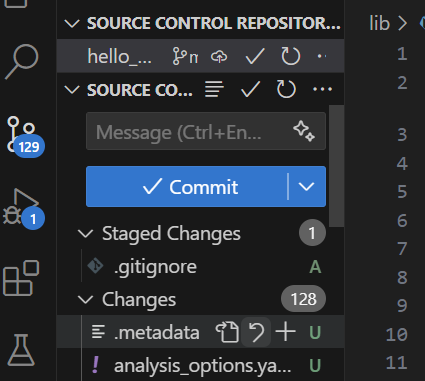 SOURCE CONTROL REPOSITOR...
hello_...
SOURCE CO...
Message (Ctrl+En...
129
Commit
1
Staged Changes 1
.gitignore A
Changes 128
.metadata U
analysis_options.ya... U
lib >
1
2
3
4
5
6
7
8
9
10
11